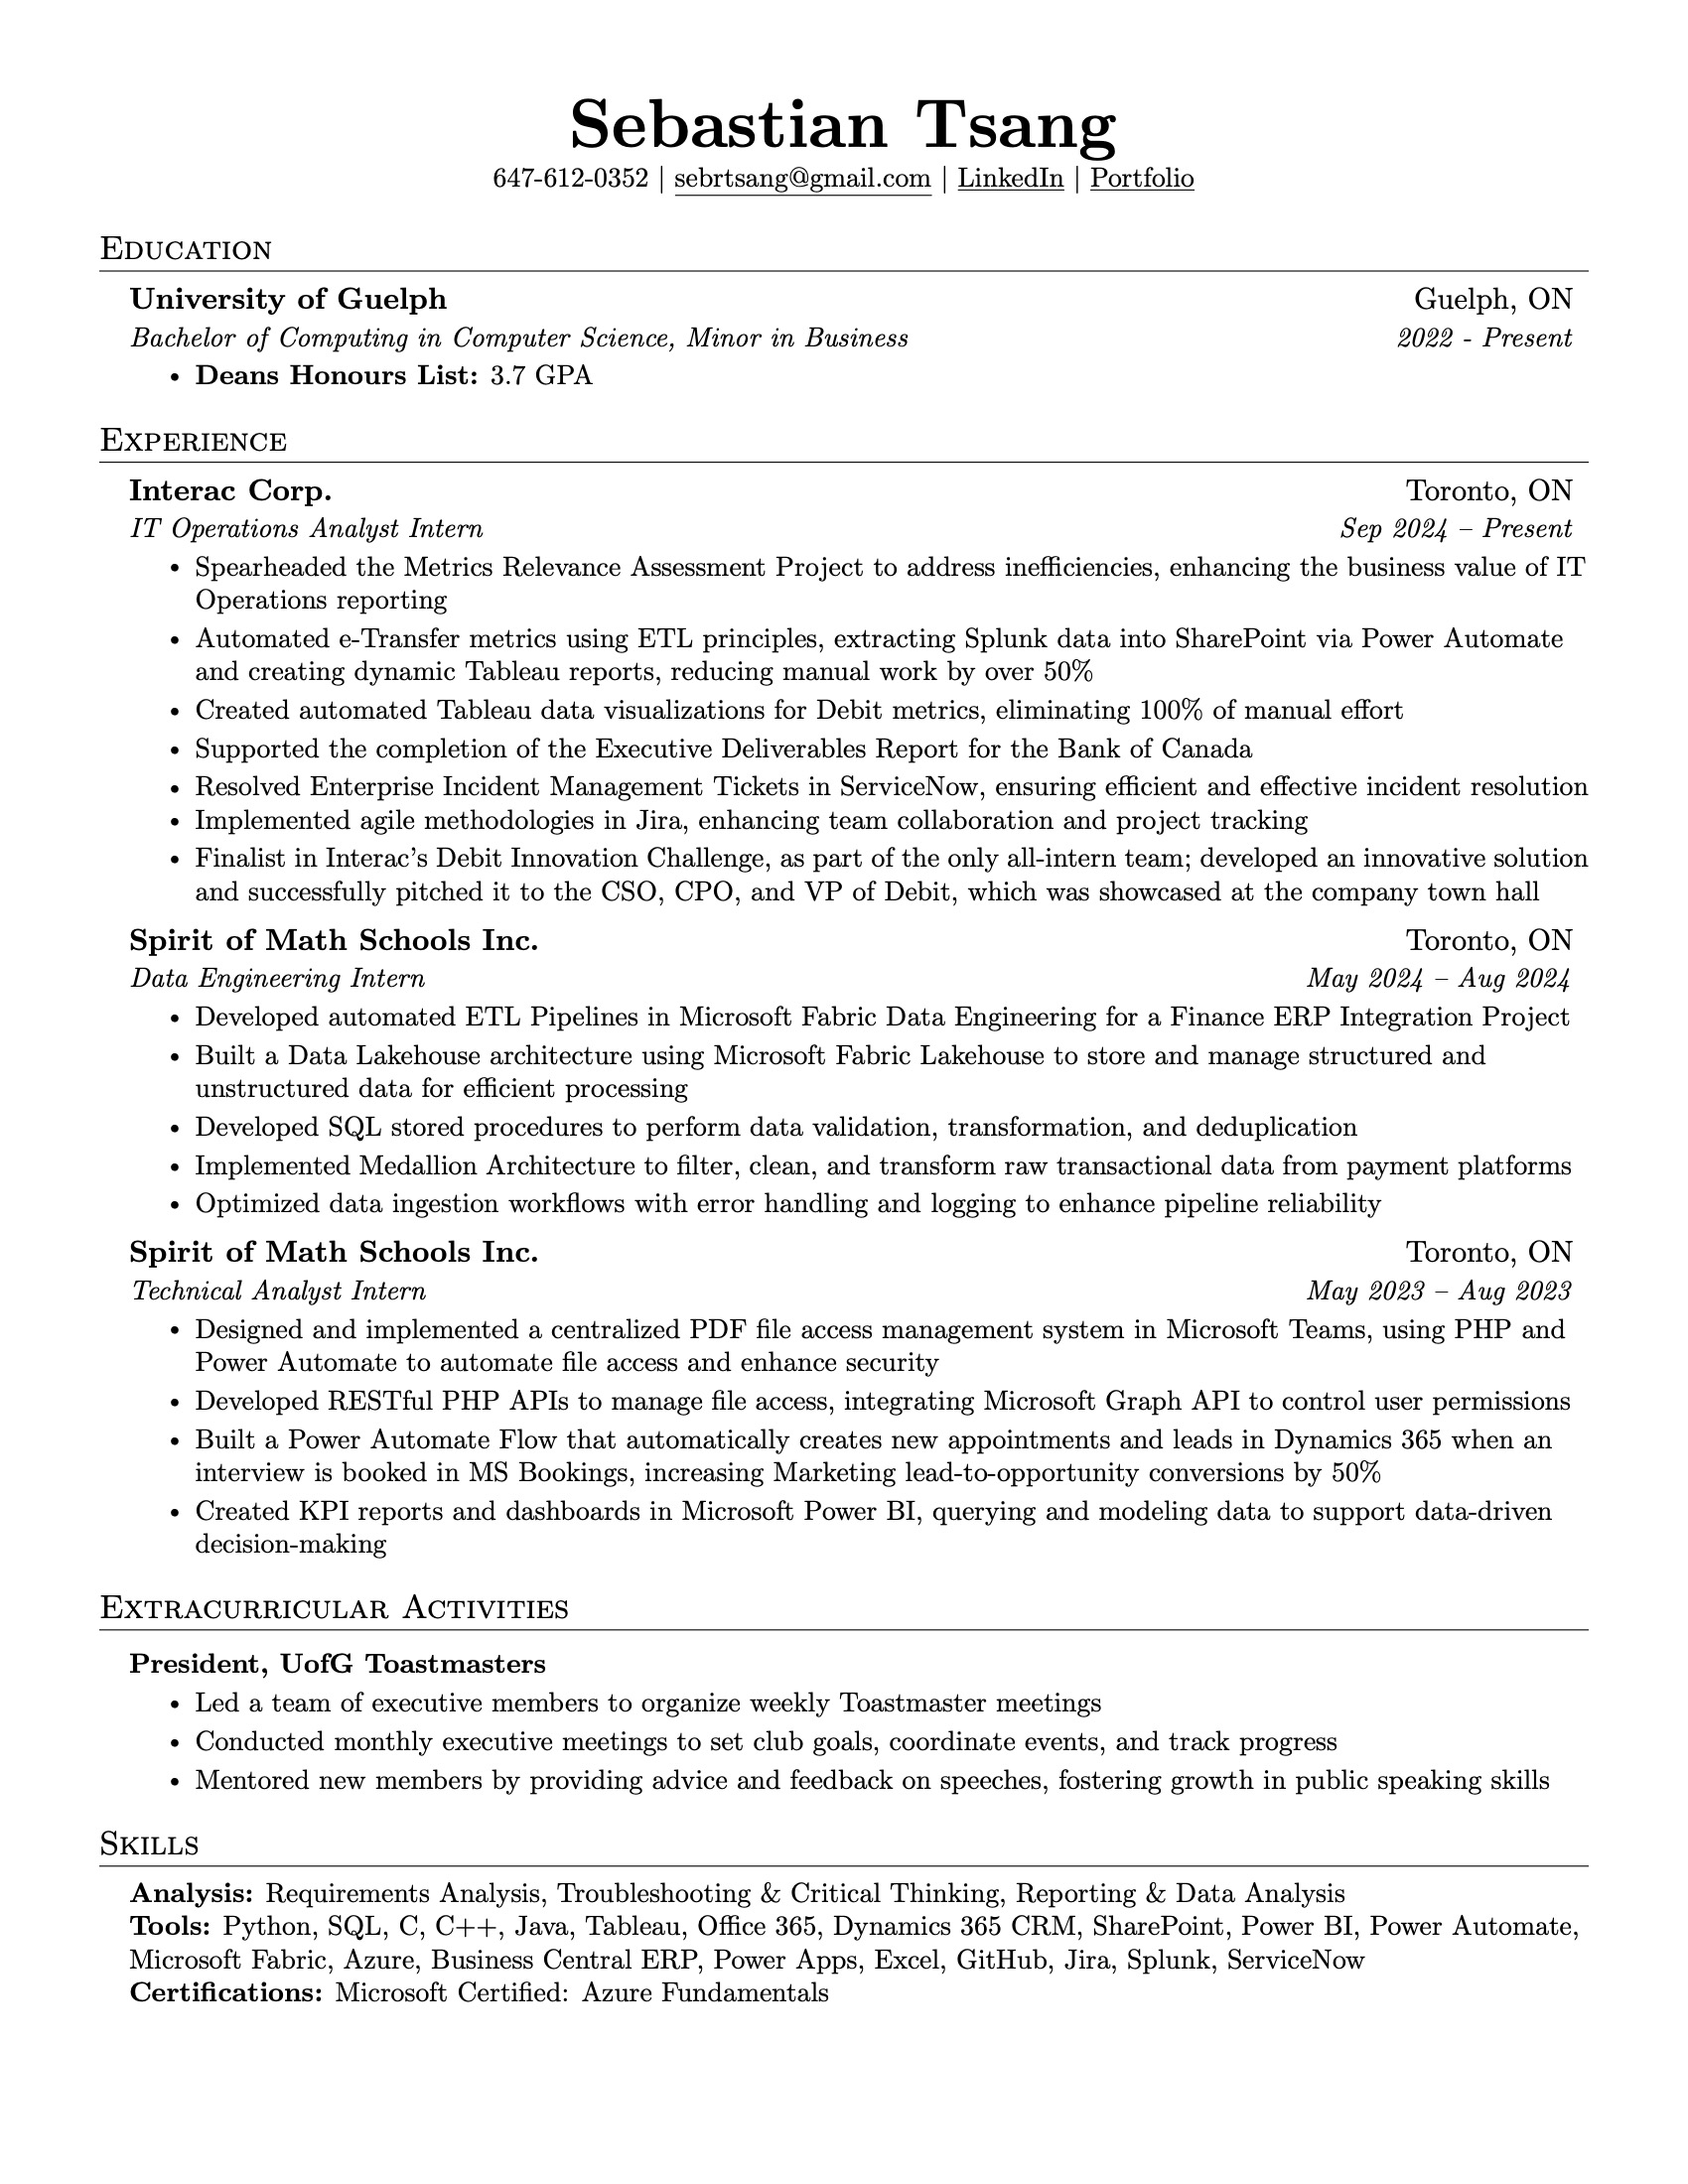 Sebastian Tsang
647-612-0352 | sebrtsang@gmail.com | LinkedIn | Portfolio
Education
University of Guelph Guelph, ON
Bachelor of Computing in Computer Science, Minor in Business 2022 - Present
• Deans Honours List: 3.7 GPA
Experience
Interac Corp. Toronto, ON
IT Operations Analyst Intern Sep 2024 – Present
• Spearheaded the Metrics Relevance Assessment Project to address inefficiencies, enhancing the business value of IT
Operations reporting
• Automated e-Transfer metrics using ETL principles, extracting Splunk data into SharePoint via Power Automate
and creating dynamic Tableau reports, reducing manual work by over 50%
• Created automated Tableau data visualizations for Debit metrics, eliminating 100% of manual effort
• Supported the completion of the Executive Deliverables Report for the Bank of Canada
• Resolved Enterprise Incident Management Tickets in ServiceNow, ensuring efficient and effective incident resolution
• Implemented agile methodologies in Jira, enhancing team collaboration and project tracking
• Finalist in Interac's Debit Innovation Challenge, as part of the only all-intern team; developed an innovative solution
and successfully pitched it to the CSO, CPO, and VP of Debit, which was showcased at the company town hall
Spirit of Math Schools Inc. Toronto, ON
Data Engineering Intern May 2024 – Aug 2024
• Developed automated ETL Pipelines in Microsoft Fabric Data Engineering for a Finance ERP Integration Project
• Built a Data Lakehouse architecture using Microsoft Fabric Lakehouse to store and manage structured and
unstructured data for efficient processing
• Developed SQL stored procedures to perform data validation, transformation, and deduplication
• Implemented Medallion Architecture to filter, clean, and transform raw transactional data from payment platforms
• Optimized data ingestion workflows with error handling and logging to enhance pipeline reliability
Spirit of Math Schools Inc. Toronto, ON
Technical Analyst Intern May 2023 – Aug 2023
• Designed and implemented a centralized PDF file access management system in Microsoft Teams, using PHP and
Power Automate to automate file access and enhance security
• Developed RESTful PHP APIs to manage file access, integrating Microsoft Graph API to control user permissions
• Built a Power Automate Flow that automatically creates new appointments and leads in Dynamics 365 when an
interview is booked in MS Bookings, increasing Marketing lead-to-opportunity conversions by 50%
• Created KPI reports and dashboards in Microsoft Power BI, querying and modeling data to support data-driven
decision-making
Extracurricular Activities
President, UofG Toastmasters
• Led a team of executive members to organize weekly Toastmaster meetings
• Conducted monthly executive meetings to set club goals, coordinate events, and track progress
• Mentored new members by providing advice and feedback on speeches, fostering growth in public speaking skills
Skills
Analysis: Requirements Analysis, Troubleshooting & Critical Thinking, Reporting & Data Analysis
Tools: Python, SQL, C, C++, Java, Tableau, Office 365, Dynamics 365 CRM, SharePoint, Power BI, Power Automate,
Microsoft Fabric, Azure, Business Central ERP, Power Apps, Excel, GitHub, Jira, Splunk, ServiceNow
Certifications: Microsoft Certified: Azure Fundamentals